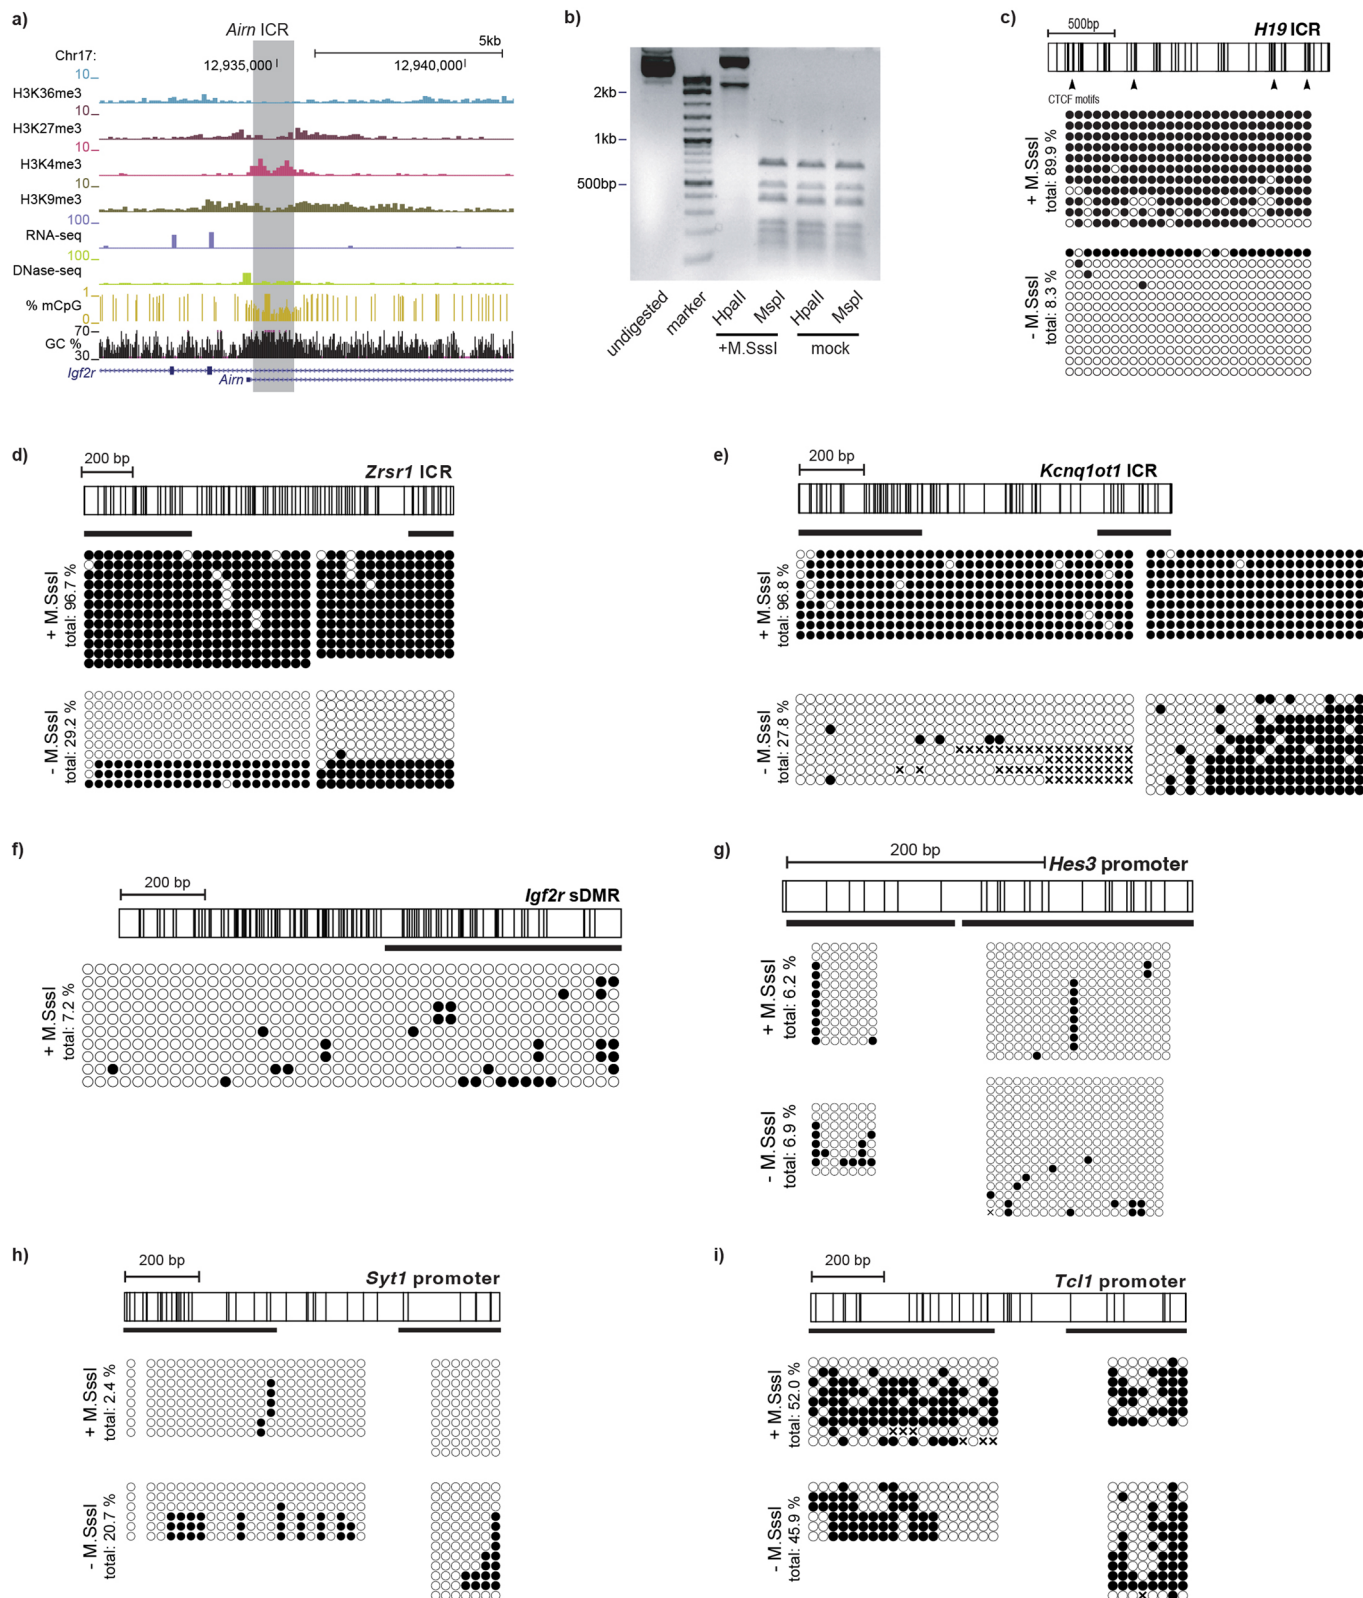 a)
Airn ICR
5kb
Chr17:
12,935,000
12,940,000
10
H3K36me3
10
H3K27me3
10
H3K4me3
10
H3K9me3
100
RNA-seq
100
DNase-seq
1
% mCpG
0
70
GC %
30
Igf2r
Airn
b)
2kb
1kb
500bp
undigested
marker
HpaII
MspI
HpaII
MspI
+M.SssI
mock
c)
500bp
H19 ICR
CTCF motifs
+ M.SssI
total: 89.9 %
- M.SssI
total: 8.3 %
d)
200 bp
Zrsr1 ICR
+ M.SssI
total: 96.7 %
- M.SssI
total: 29.2 %
e)
200 bp
Kcnq1ot1 ICR
+ M.SssI
total: 96.8 %
- M.SssI
total: 27.8 %
f)
200 bp
Igf2r sDMR
+ M.SssI
total: 7.2 %
g)
200 bp
Hes3 promoter
+ M.SssI
total: 6.2 %
- M.SssI
total: 6.9 %
h)
200 bp
Syt1 promoter
+ M.SssI
total: 2.4 %
- M.SssI
total: 20.7 %
i)
200 bp
Tcl1 promoter
+ M.SssI
total: 52.0 %
- M.SssI
total: 45.9 %